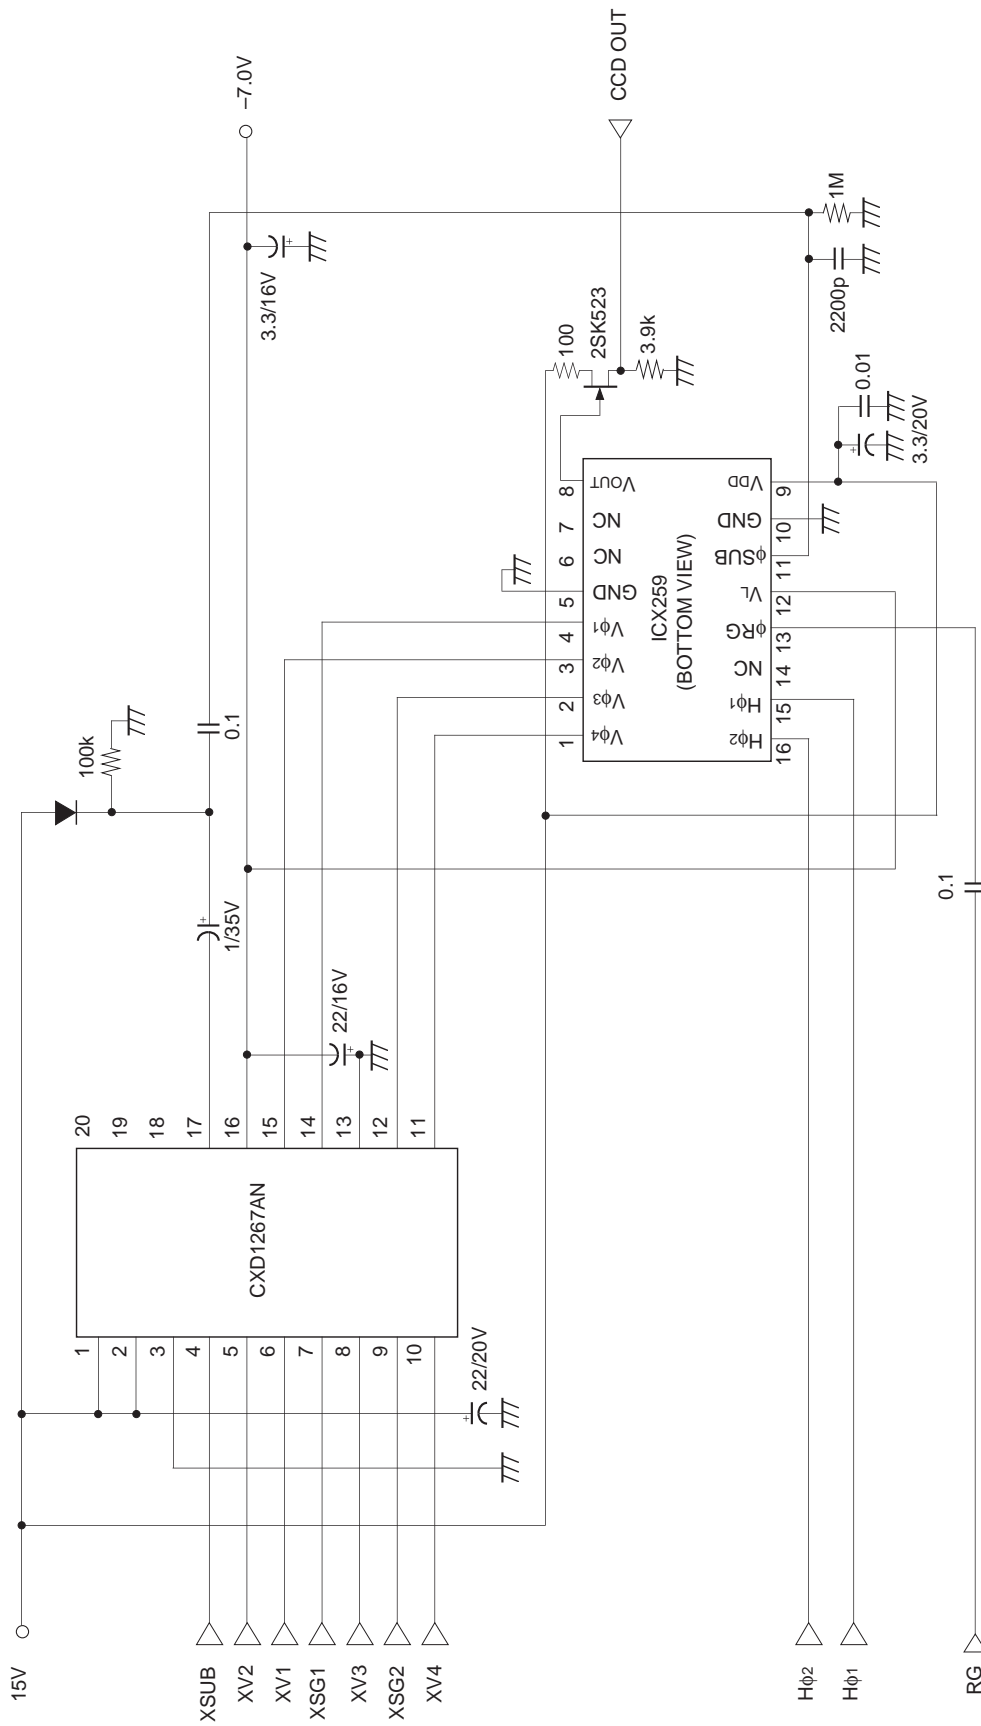 15V
XSUB
XV2
XV1
XSG1
XV3
XSG2
XV4
Hϕ2
Hϕ1
RG
1
2
3
4
5
6
7
8
9
10
22/20V
CXD1267AN
20
19
18
17
16
15
14
13
12
11
22/16V
1/35V
100k
0.1
3.3/16V
–7.0V
0.1
ICX259
(BOTTOM VIEW)
1
2
3
4
5
6
7
8
Vϕ4
Vϕ3
Vϕ2
Vϕ1
GND
NC
NC
VOUT
Hϕ2
Hϕ1
NC
ϕRG
VL
ϕSUB
GND
VDD
16
15
14
13
12
11
10
9
100
2SK523
3.9k
CCD OUT
0.01
3.3/20V
2200p
1M